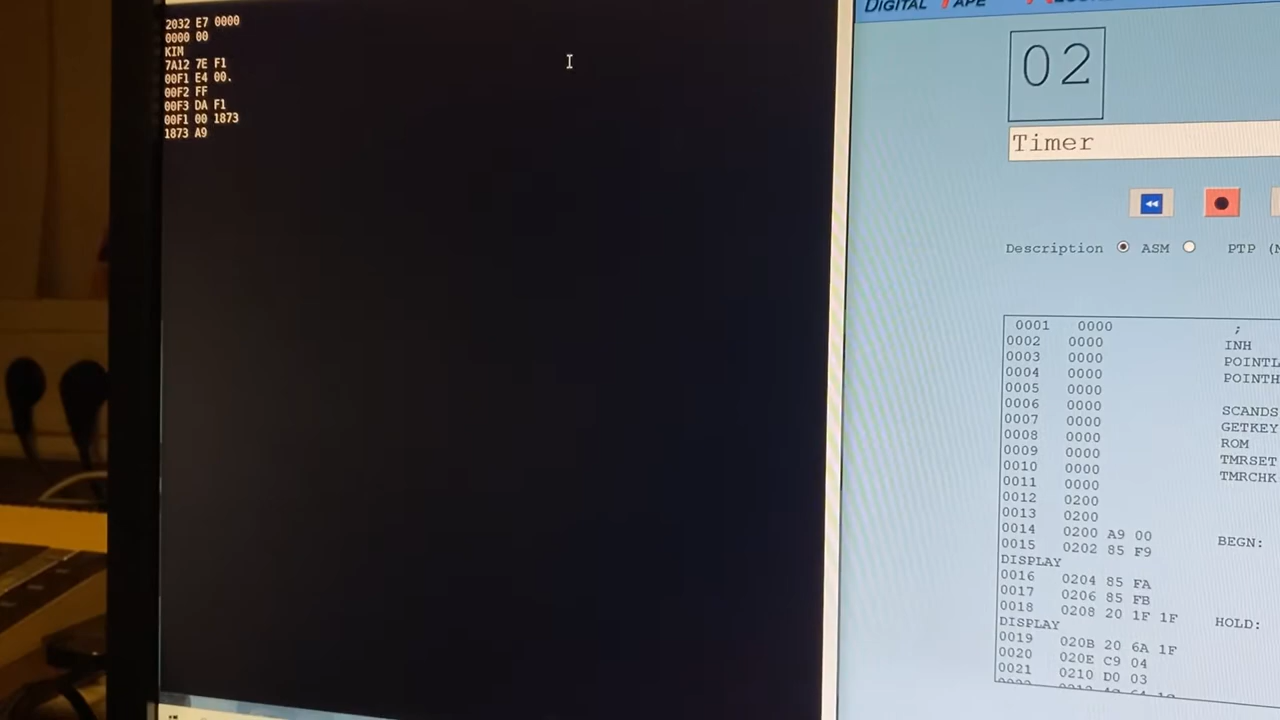 2032 E7 0000
0000 00
KIM
7A12 7E F1
00F1 E4 00.
00F2 FF
00F3 DA F1
00F1 00 1873
1873 A9
DIGITAL TAPE
02
Timer
Description ASM PTP
0001 0000 ;
0002 0000 INH
0003 0000 POINTL
0004 0000 POINTH
0005 0000
0006 0000 SCANDS
0007 0000 GETKEY
0008 0000 ROM
0009 0000 TMRSET
0010 0000 TMRCHK
0011 0000
0012 0200
0013 0200
0014 0200 A9 00 BEGN:
0015 0202 85 F9
DISPLAY
0016 0204 85 FA
0017 0206 85 FB
0018 0208 20 1F 1F HOLD:
DISPLAY
0019 020B 20 6A 1F
0020 020E C9 04
0021 0210 D0 03